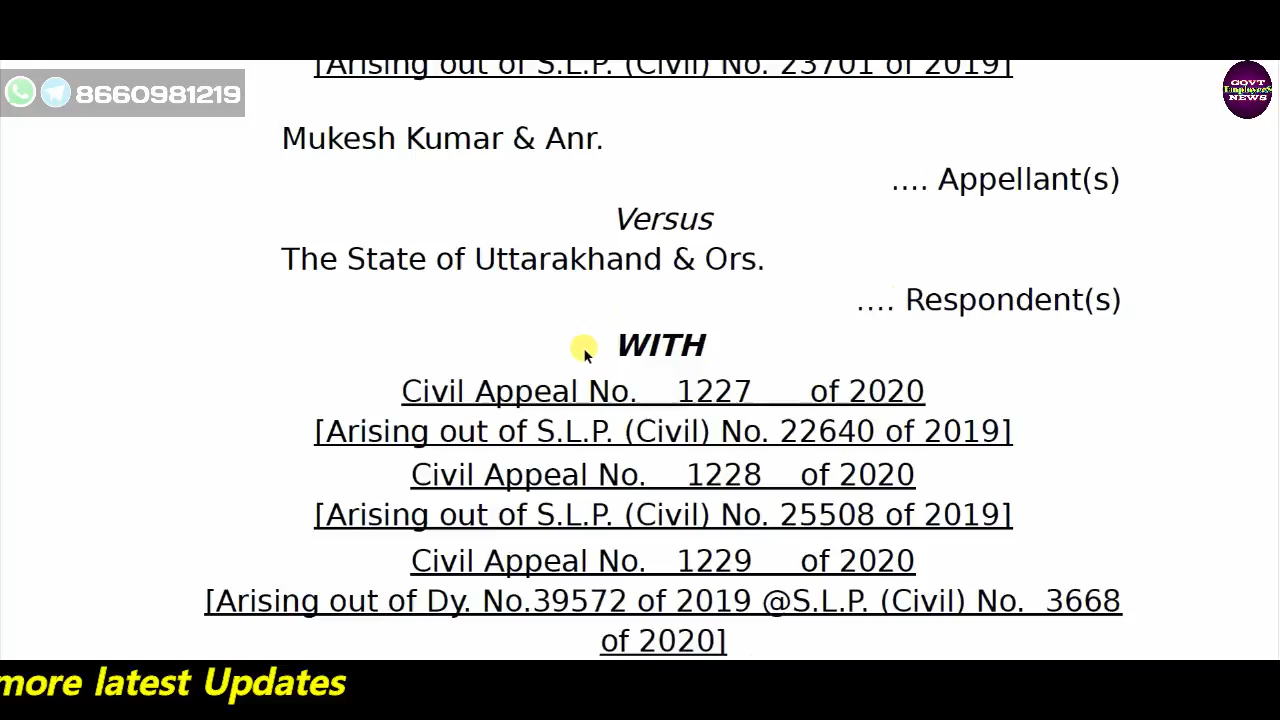 [Arising out of S.L.P. (Civil) No. 23701 of 2019]
8660981219
GOVT
Employees
NEWS
Mukesh Kumar & Anr.
.... Appellant(s)
Versus
The State of Uttarakhand & Ors.
.... Respondent(s)
WITH
Civil Appeal No. 1227 of 2020
[Arising out of S.L.P. (Civil) No. 22640 of 2019]
Civil Appeal No. 1228 of 2020
[Arising out of S.L.P. (Civil) No. 25508 of 2019]
Civil Appeal No. 1229 of 2020
[Arising out of Dy. No.39572 of 2019 @S.L.P. (Civil) No. 3668
of 2020]
more latest Updates